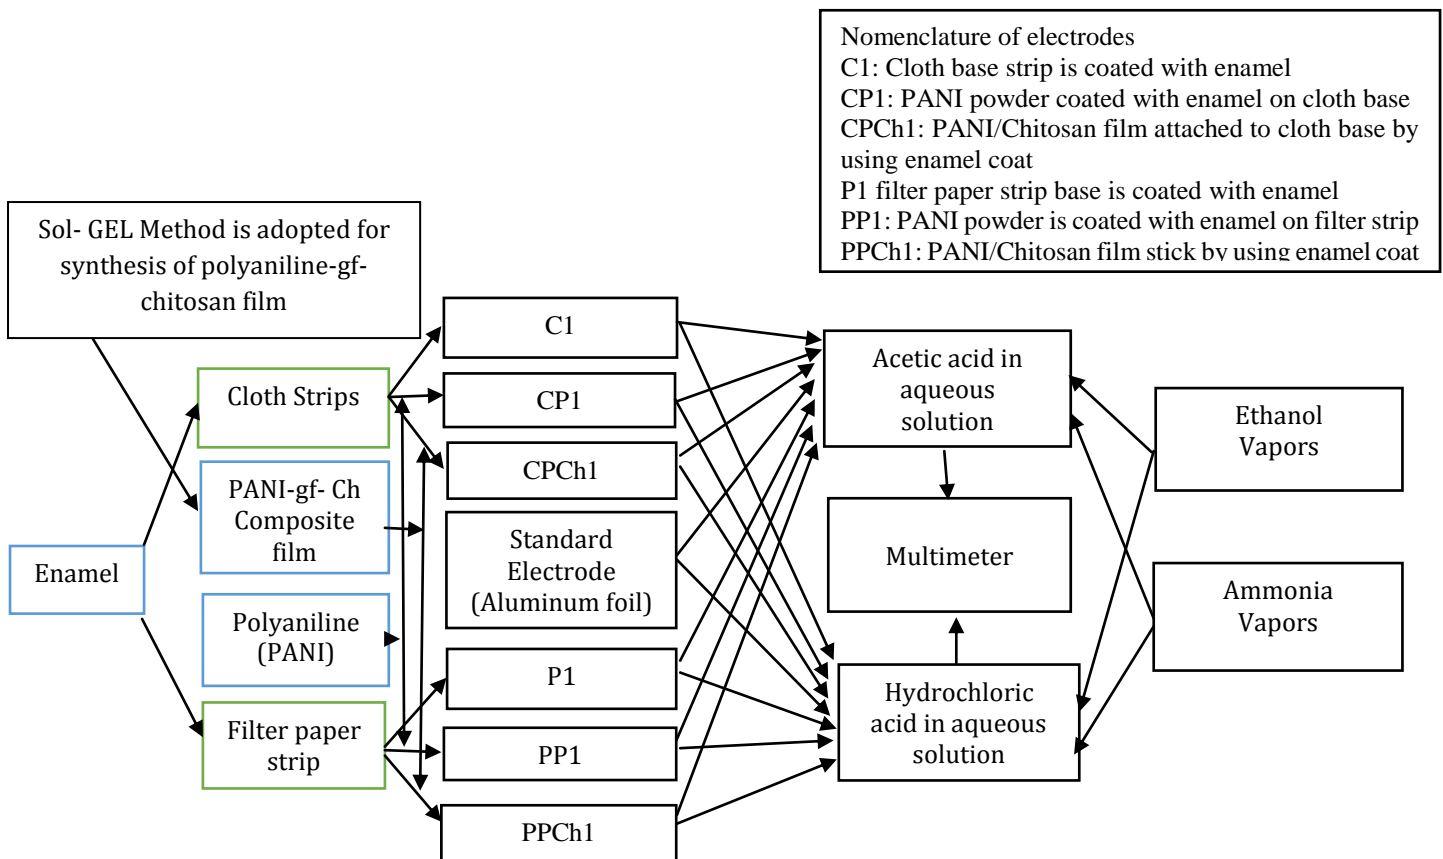 Nomenclature of electrodes
C1: Cloth base strip is coated with enamel
CP1: PANI powder coated with enamel on cloth base
CPCh1: PANI/Chitosan film attached to cloth base by
using enamel coat
P1 filter paper strip base is coated with enamel
PP1: PANI powder is coated with enamel on filter strip
PPCh1: PANI/Chitosan film stick by using enamel coat
Sol- GEL Method is adopted for
synthesis of polyaniline-gf-
chitosan film
Enamel
Cloth Strips
PANI-gf- Ch
Composite
film
Polyaniline
(PANI)
Filter paper
strip
C1
CP1
CPCh1
Standard
Electrode
(Aluminum foil)
P1
PP1
PPCh1
Acetic acid in
aqueous
solution
Multimeter
Hydrochloric
acid in aqueous
solution
Ethanol
Vapors
Ammonia
Vapors